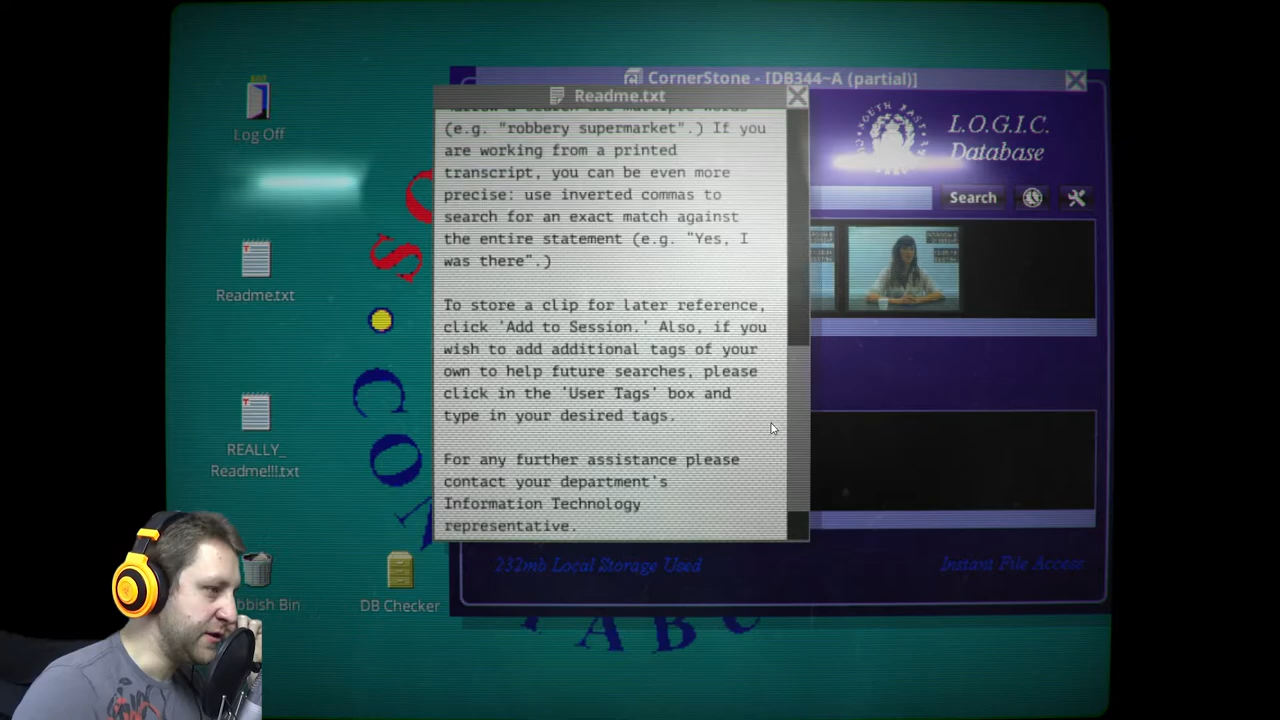 CornerStone - [DB344~A (partial)]
Readme.txt
(e.g. "robbery supermarket".) If you
are working from a printed
transcript, you can be even more
precise: use inverted commas to
search for an exact match against
the entire statement (e.g. "Yes, I
was there".)
To store a clip for later reference,
click 'Add to Session.' Also, if you
wish to add additional tags of your
own to help future searches, please
click in the 'User Tags' box and
type in your desired tags.
For any further assistance please
contact your department's
Information Technology
representative.
SOUTH EAST
L.O.G.I.C.
Database
Search
Log Off
Readme.txt
REALLY_
Readme!!!.txt
bbish Bin
DB Checker
232mb Local Storage Used
Instant File Access